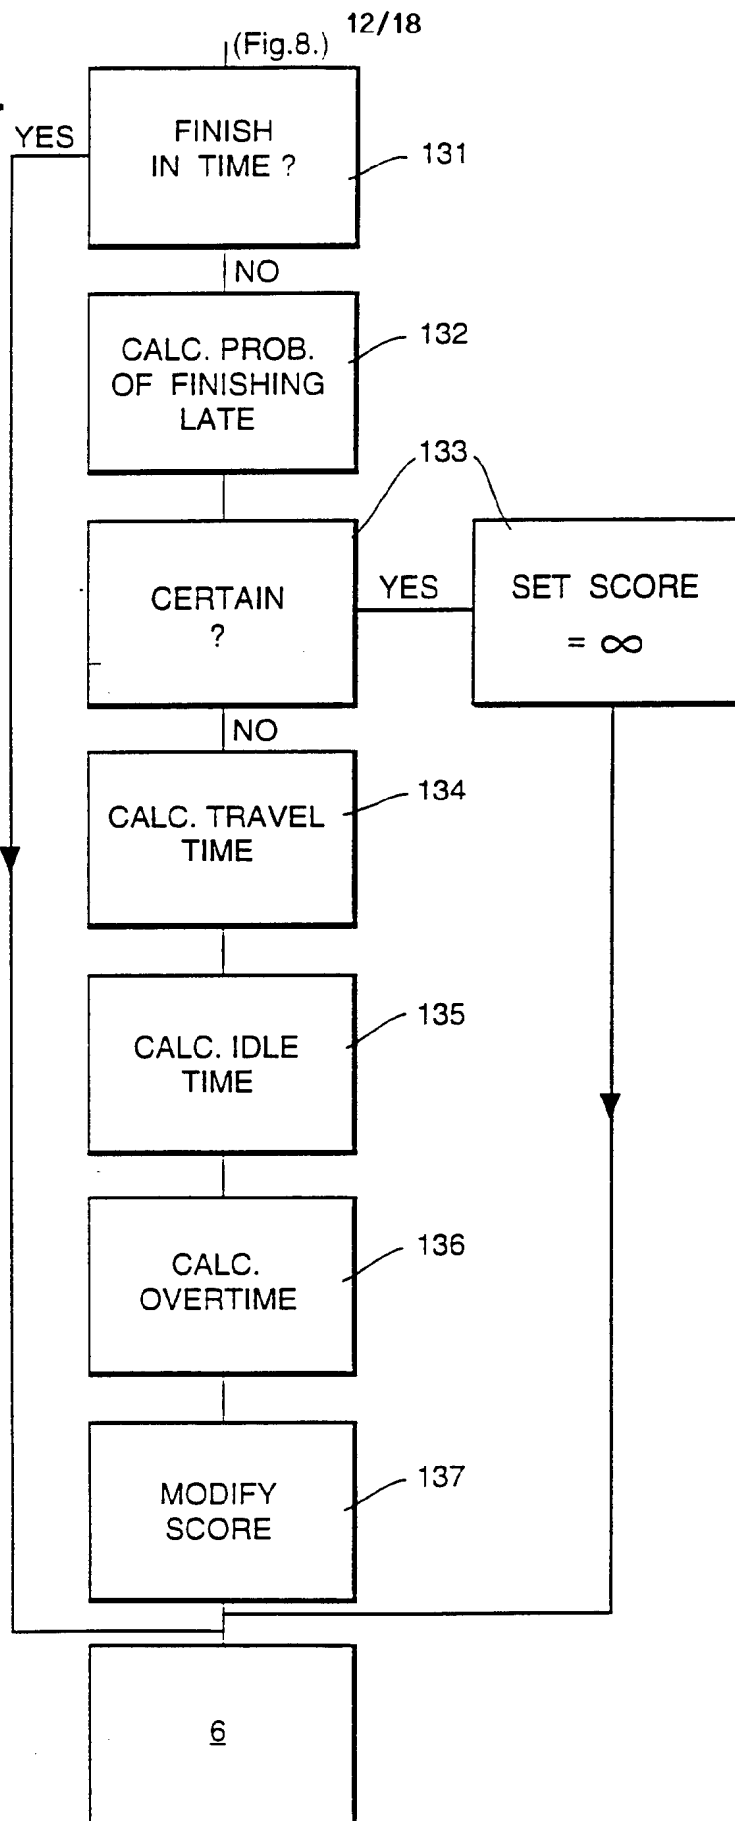 12/18
(Fig.8.)
YES
FINISH
IN TIME ?
131
NO
CALC. PROB.
OF FINISHING
LATE
132
133
CERTAIN
?
YES
SET SCORE
= ∞
NO
CALC. TRAVEL
TIME
134
CALC. IDLE
TIME
135
CALC.
OVERTIME
136
MODIFY
SCORE
137
6